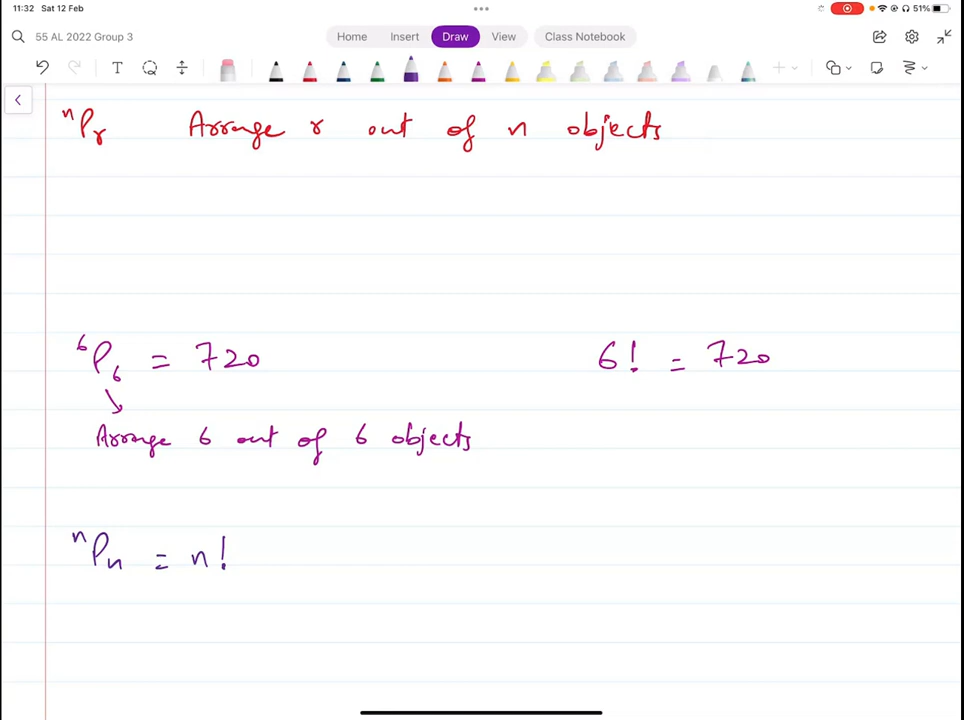 11:32 Sat 12 Feb 51%
55 AL 2022 Group 3 Home Insert Draw View Class Notebook
T
ⁿPᵣ Arrange r out of n objects
⁶P₆ = 720 6! = 720
Arrange 6 out of 6 objects
ⁿPₙ = n!